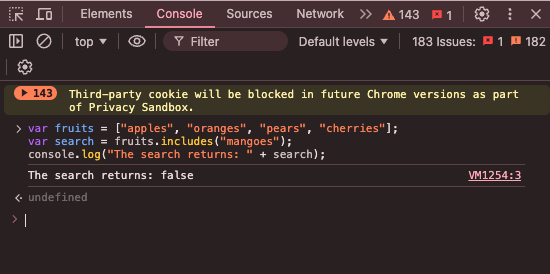 Elements Console Sources Network >> 143 1
top Filter Default levels 183 Issues: 1 182
143 Third-party cookie will be blocked in future Chrome versions as part
of Privacy Sandbox.
> var fruits = ["apples", "oranges", "pears", "cherries"];
var search = fruits.includes("mangoes");
console.log("The search returns: " + search);
The search returns: false VM1254:3
undefined
>